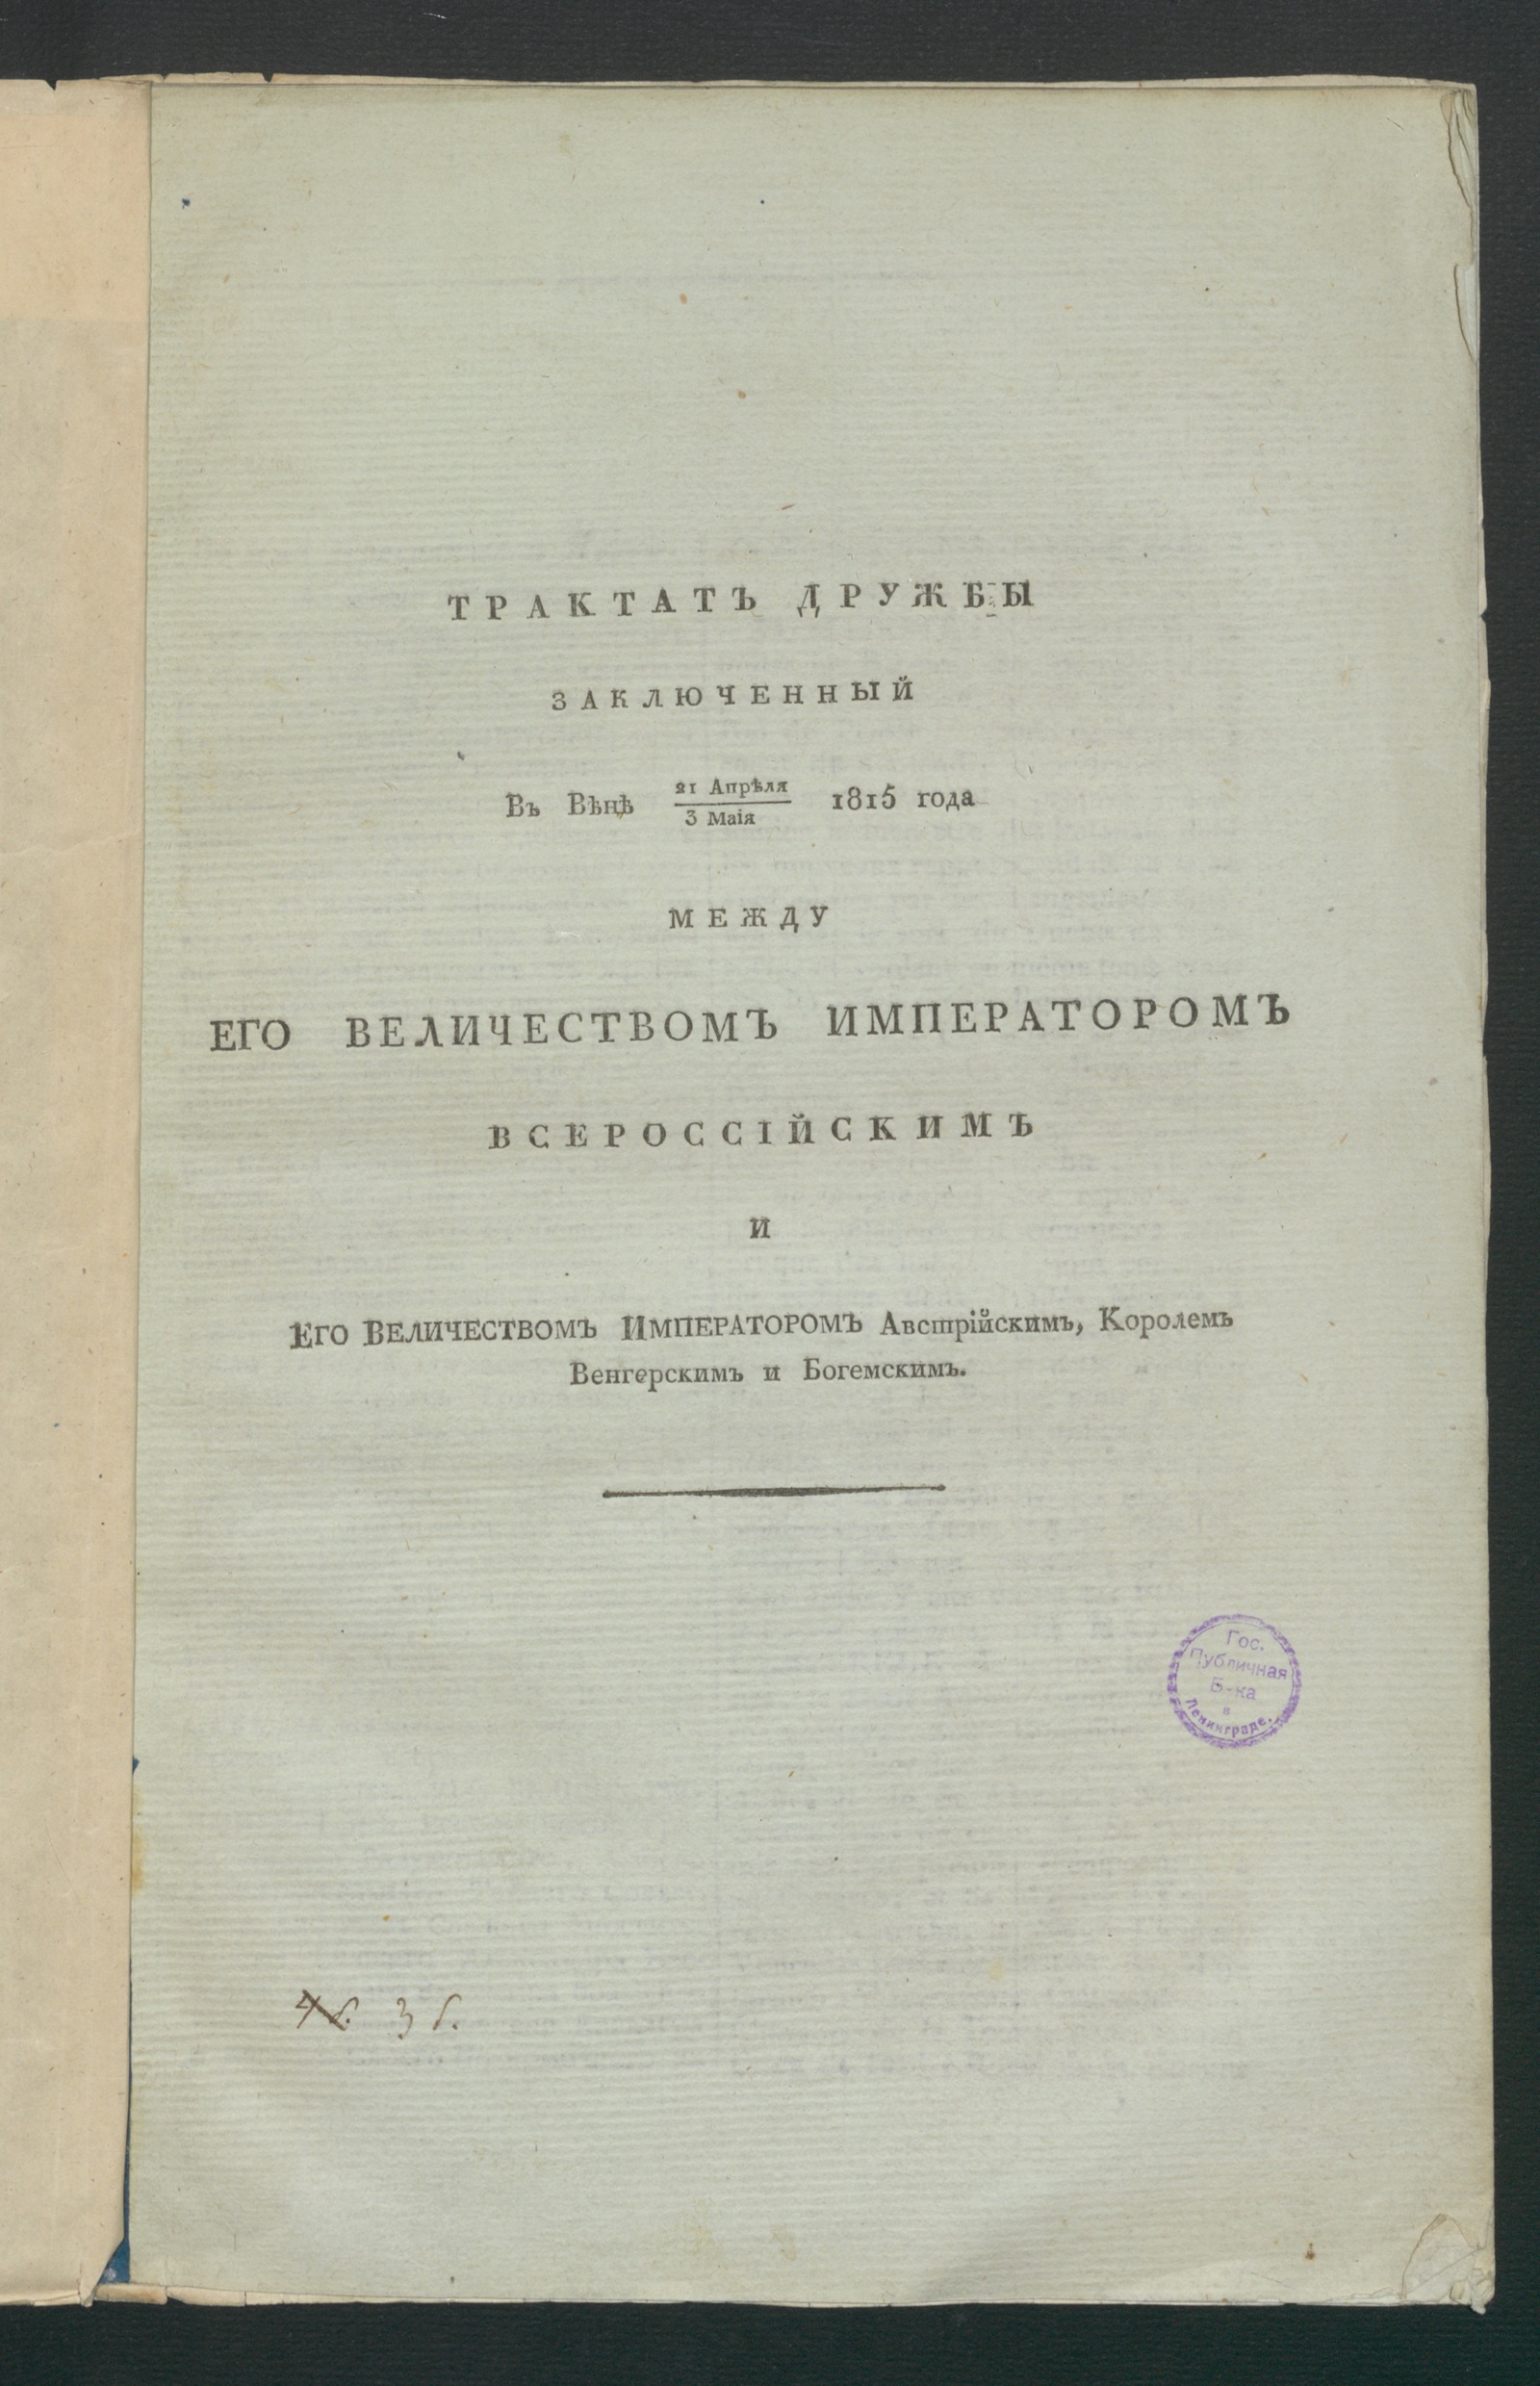 ТРАКТАТЪ ДРУЖБЫ
ЗАКЛЮЧЕННЫЙ
Въ Вѣнѣ 21 Апрѣля / 3 Маія 1815 года
МЕЖДУ
ЕГО ВЕЛИЧЕСТВОМЪ ИМПЕРАТОРОМЪ
ВСЕРОССІЙСКИМЪ
И
ЕГО ВЕЛИЧЕСТВОМЪ ИМПЕРАТОРОМЪ Австрійскимъ, Королемъ
Венгерскимъ и Богемскимъ.
Гос.
Публичная
Б-ка
в
Ленинграде.
3